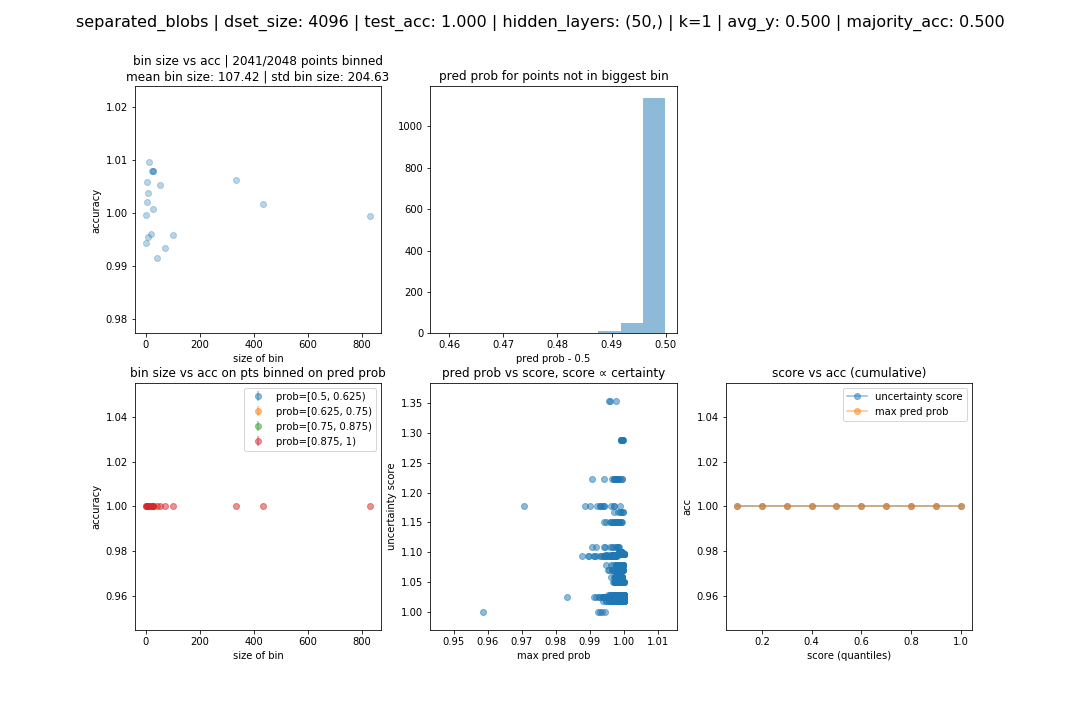 separated_blobs | dset_size: 4096 | test_acc: 1.000 | hidden_layers: (50,) | k=1 | avg_y: 0.500 | majority_acc: 0.500
bin size vs acc | 2041/2048 points binned
mean bin size: 107.42 | std bin size: 204.63
1.02
1.01
1.00
0.99
0.98
accuracy
0 200 400 600 800
size of bin
pred prob for points not in biggest bin
1000
800
600
400
200
0
0.46 0.47 0.48 0.49 0.50
pred prob - 0.5
bin size vs acc on pts binned on pred prob
prob=[0.5, 0.625)
prob=[0.625, 0.75)
prob=[0.75, 0.875)
prob=[0.875, 1)
1.04
1.02
1.00
0.98
0.96
accuracy
0 200 400 600 800
size of bin
pred prob vs score, score ∝ certainty
1.35
1.30
1.25
1.20
1.15
1.10
1.05
1.00
uncertainty score
0.95 0.96 0.97 0.98 0.99 1.00 1.01
max pred prob
score vs acc (cumulative)
uncertainty score
max pred prob
1.04
1.02
1.00
0.98
0.96
acc
0.2 0.4 0.6 0.8 1.0
score (quantiles)